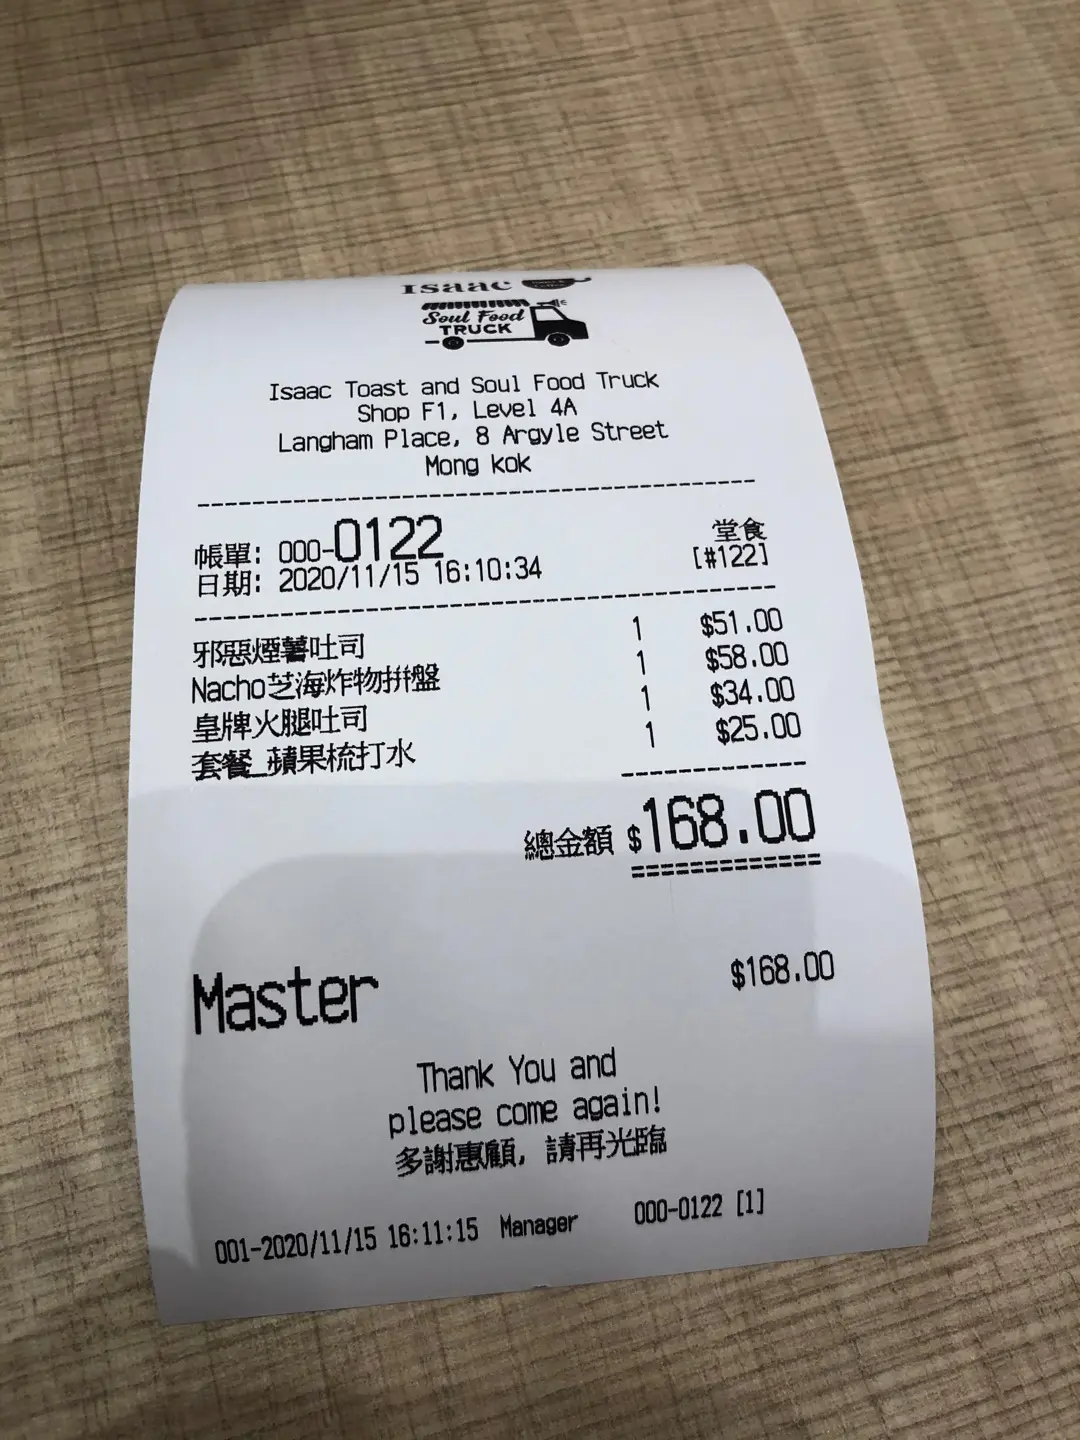 Isaac
Soul Food
TRUCK
Isaac Toast and Soul Food Truck
Shop F1, Level 4A
Langham Place, 8 Argyle Street
Mong kok
帳單: 000-0122 堂食
日期: 2020/11/15 16:10:34 [#122]
邪惡煙薯吐司 1 $51.00
Nacho芝海炸物拼盤 1 $58.00
皇牌火腿吐司 1 $34.00
套餐_蘋果梳打水 1 $25.00
總金額 $168.00
Master $168.00
Thank You and
please come again!
多謝惠顧, 請再光臨
001-2020/11/15 16:11:15 Manager 000-0122 [1]